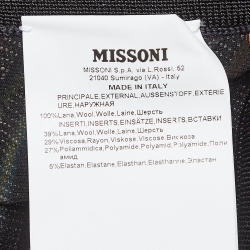 MISSONI
MISSONI S.p.A. via L.Rossi, 52
21040 Sumirago (VA) - Italy
MADE IN ITALY
PRINCIPALE,EXTERNAL,AUSSENSTOFF,EXTERIE
URE,НАРУЖНАЯ
100%Lana,Wool,Wolle,Laine,Шерсть
INSERTI,INSERTS,EINSÄTZE,INSERTS,ВСТАВКИ
39%Lana,Wool,Wolle,Laine,Шерсть
29%Viscosa,Rayon,Viskose,Viscose,Вискоза
27%Poliammidica,Polyamide,Polyamid,Polyamide,Поли
амид
5%Elastan,Elastane,Elasthan,Elasthanne,Эластан